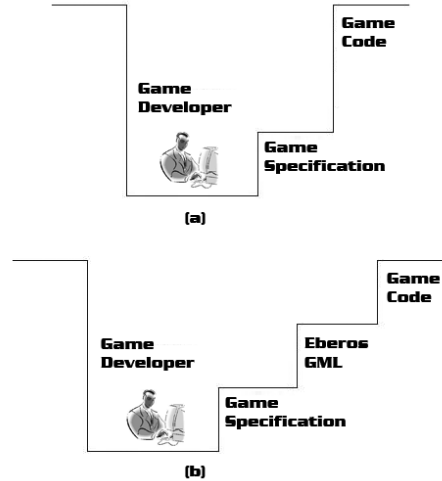 Game
Code
Game
Developer
Game
Specification
(a)
Game
Code
Eberos
GML
Game
Developer
Game
Specification
(b)